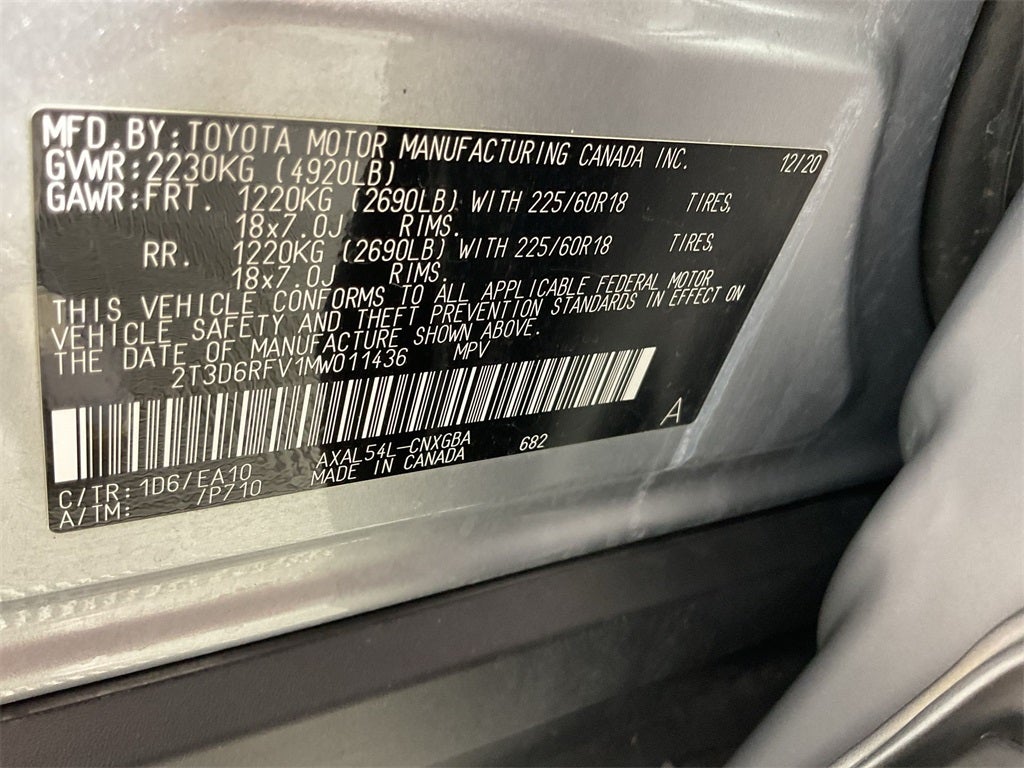 MFD.BY:TOYOTA MOTOR MANUFACTURING CANADA INC. 12/20
GVWR:2230KG (4920LB)
GAWR:FRT. 1220KG (2690LB) WITH 225/60R18 TIRES,
18x7.0J RIMS.
RR. 1220KG (2690LB) WITH 225/60R18 TIRES,
18x7.0J RIMS.
THIS VEHICLE CONFORMS TO ALL APPLICABLE FEDERAL MOTOR
VEHICLE SAFETY AND THEFT PREVENTION STANDARDS IN EFFECT ON
THE DATE OF MANUFACTURE SHOWN ABOVE.
2T3D6RFV1MW011436 MPV
A
C/TR:1D6/EA10 AXAL54L-CNXGBA 682
A/TM: /P710 MADE IN CANADA